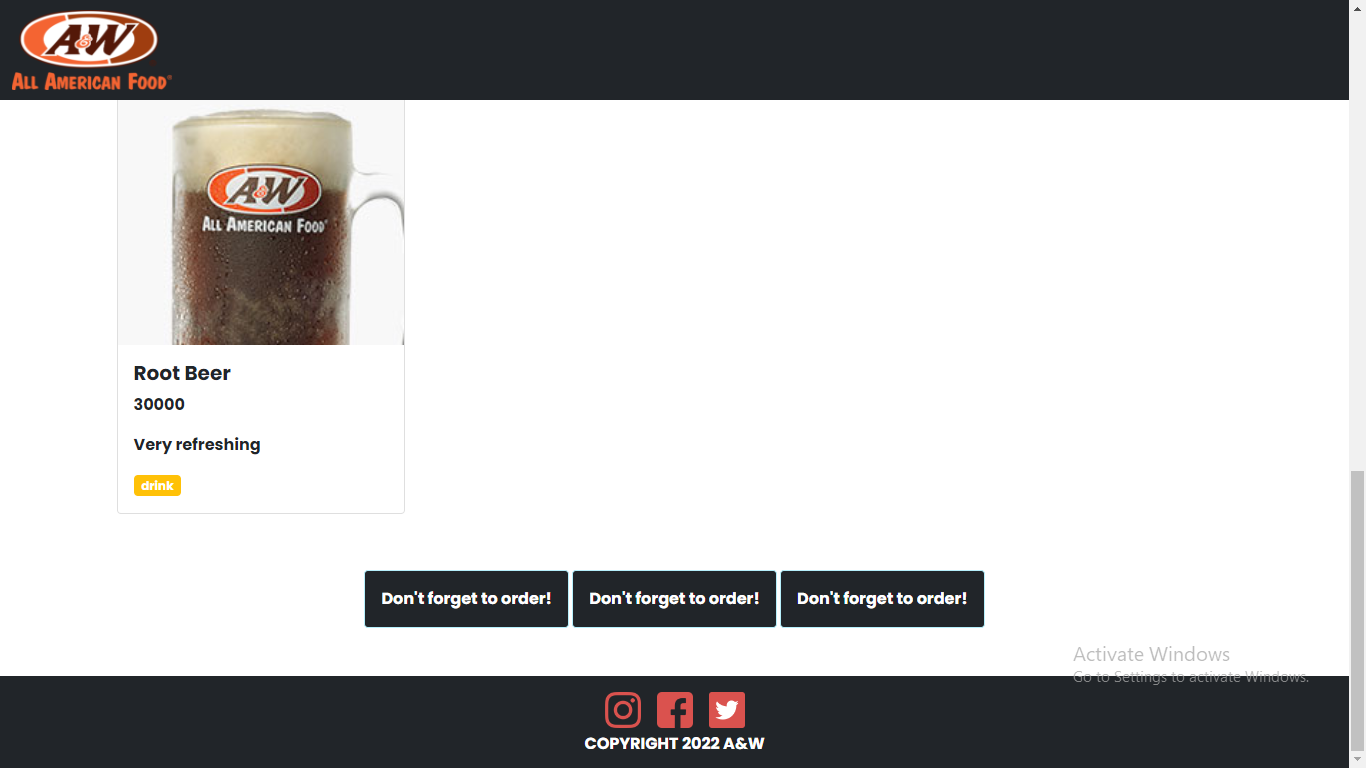 A&W
ALL AMERICAN FOOD®
A&W
ALL AMERICAN FOOD®
Root Beer
30000
Very refreshing
drink
Don't forget to order!
Don't forget to order!
Don't forget to order!
Activate Windows
Go to Settings to activate Windows.
COPYRIGHT 2022 A&W